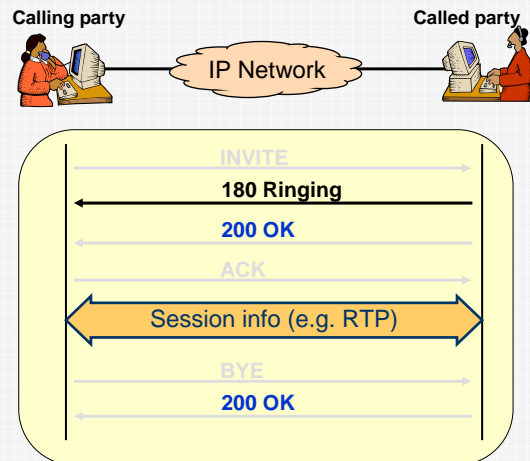 Calling party
Called party
IP Network
INVITE
180 Ringing
200 OK
ACK
Session info (e.g. RTP)
BYE
200 OK